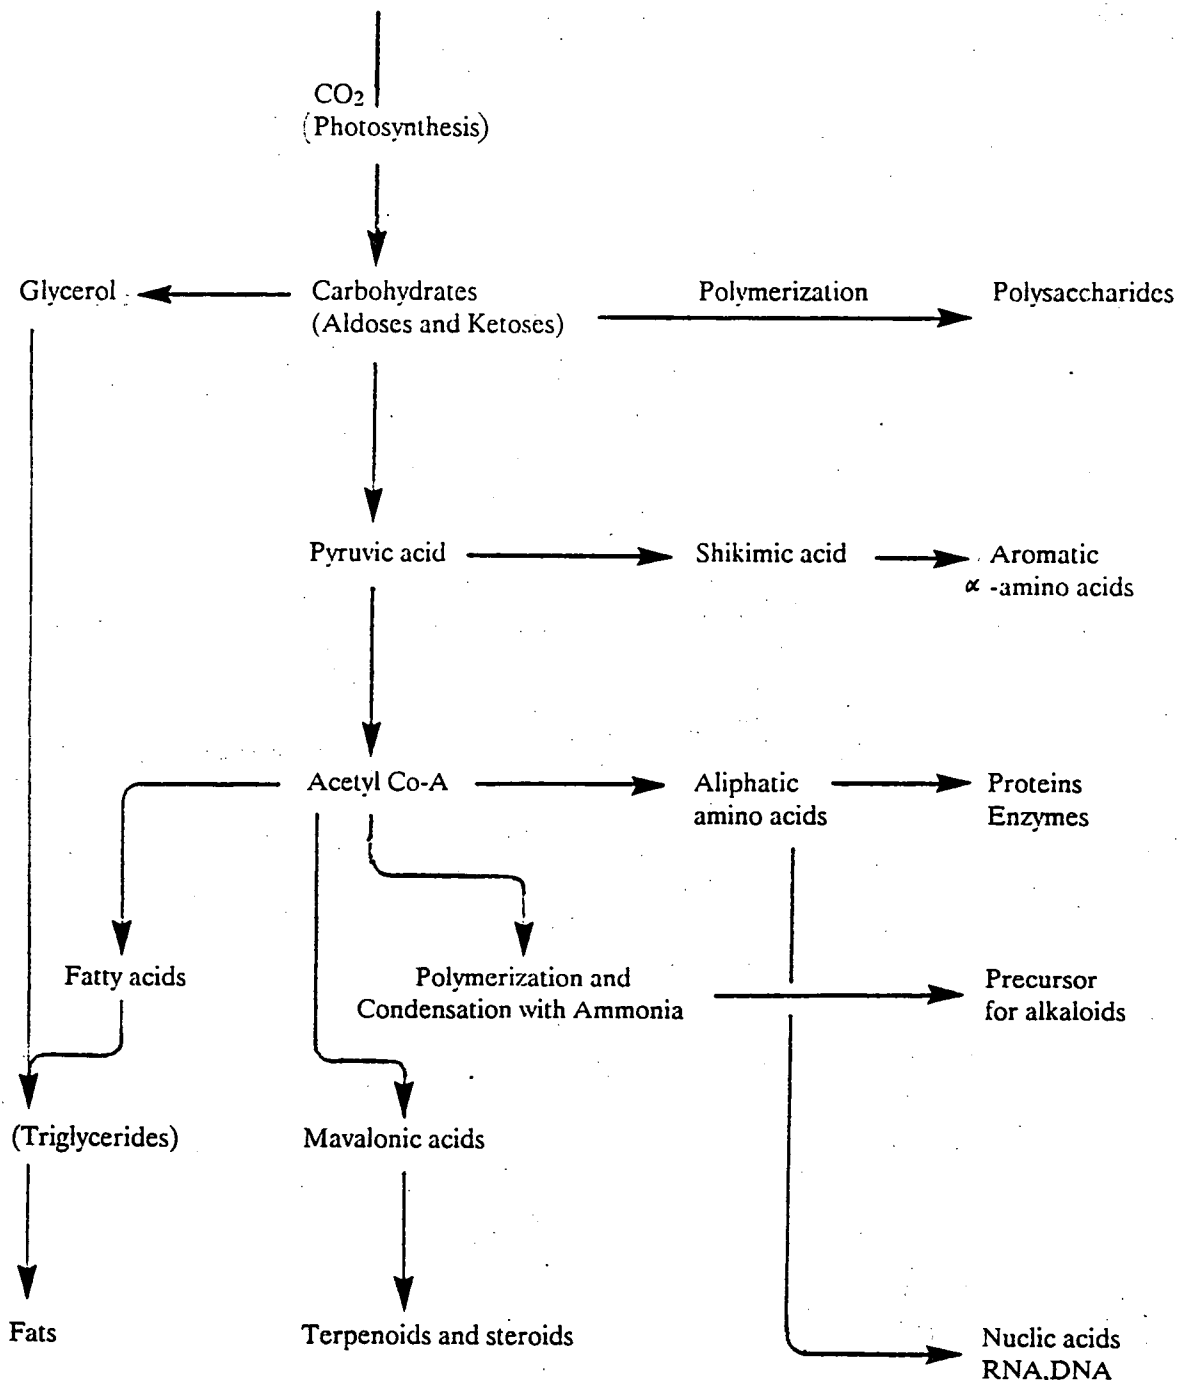 CO₂
(Photosynthesis)
Glycerol
Carbohydrates
(Aldoses and Ketoses)
Polymerization
Polysaccharides
Pyruvic acid
Shikimic acid
Aromatic
α -amino acids
Acetyl Co-A
Aliphatic
amino acids
Proteins
Enzymes
Fatty acids
Polymerization and
Condensation with Ammonia
Precursor
for alkaloids
(Triglycerides)
Mavalonic acids
Fats
Terpenoids and steroids
Nuclic acids
RNA,DNA